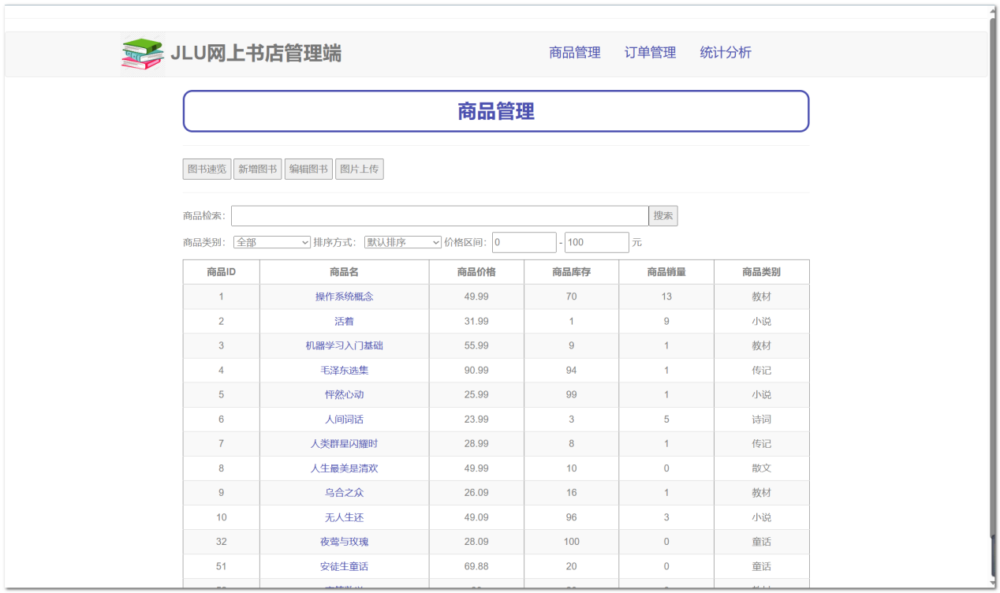 JLU网上书店管理端 商品管理 订单管理 统计分析
商品管理
图书速览 新增图书 编辑图书 图片上传
商品检索： 搜索
商品类别： 全部 排序方式： 默认排序 价格区间： 0 - 100 元
商品ID 商品名 商品价格 商品库存 商品销量 商品类别
1 操作系统概念 49.99 70 13 教材
2 活着 31.99 1 9 小说
3 机器学习入门基础 55.99 9 1 教材
4 毛泽东选集 90.99 94 1 传记
5 怦然心动 25.99 99 1 小说
6 人间词话 23.99 3 5 诗词
7 人类群星闪耀时 28.99 8 1 传记
8 人生最美是清欢 49.99 10 0 散文
9 乌合之众 26.09 16 1 教材
10 无人生还 49.09 96 3 小说
32 夜莺与玫瑰 28.09 100 0 童话
51 安徒生童话 69.88 20 0 童话